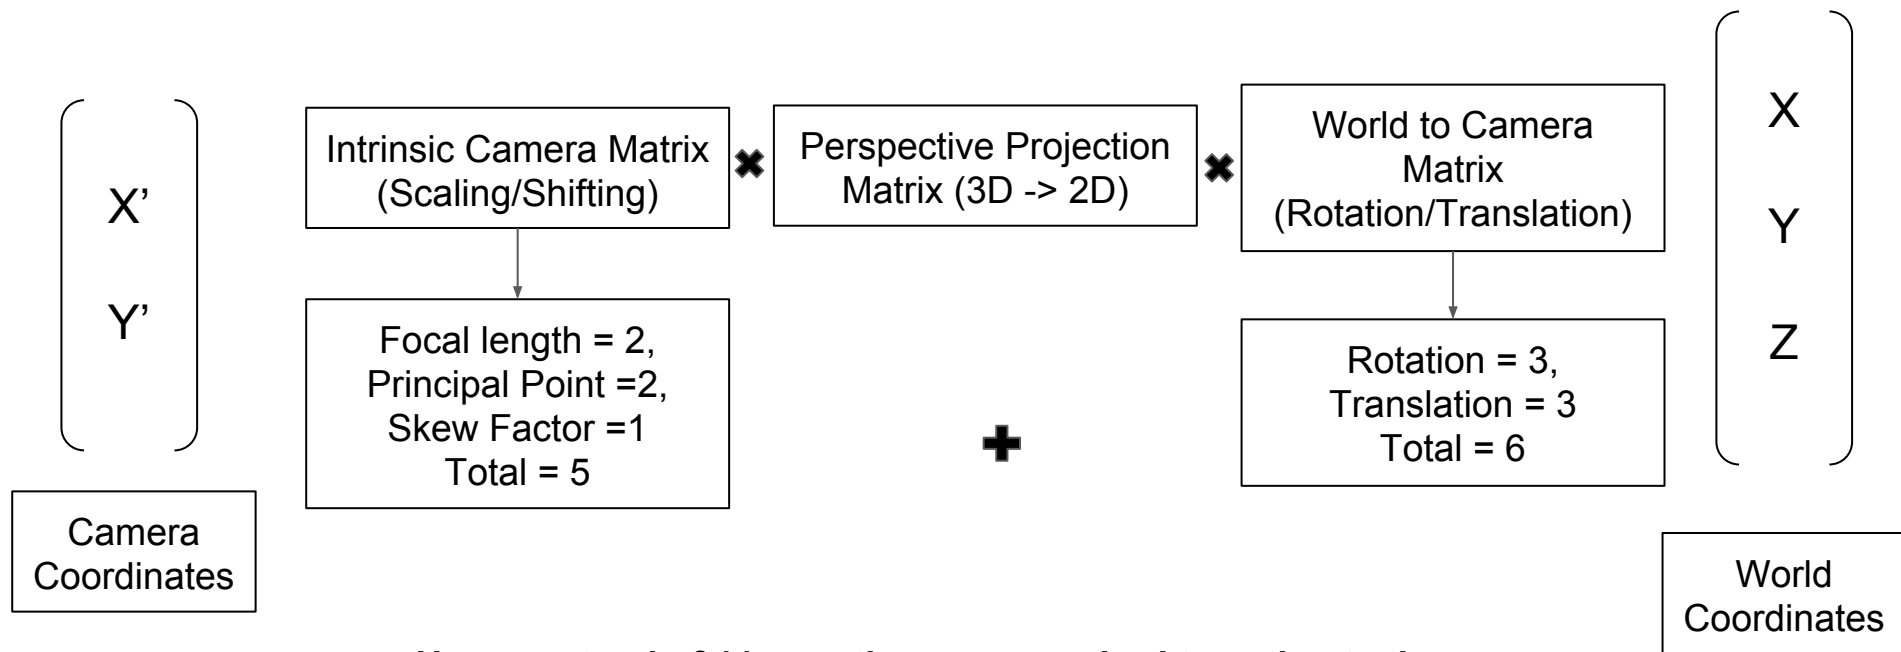 X’
Y’
Intrinsic Camera Matrix
(Scaling/Shifting)
Perspective Projection
Matrix (3D -> 2D)
World to Camera
Matrix
(Rotation/Translation)
X
Y
Z
Focal length = 2,
Principal Point =2,
Skew Factor =1
Total = 5
Rotation = 3,
Translation = 3
Total = 6
Camera
Coordinates
World
Coordinates